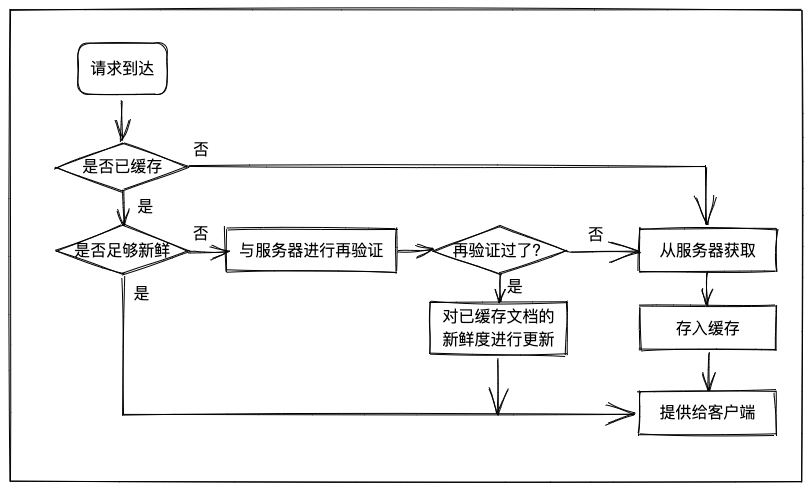 请求到达
是否已缓存
否
是
是否足够新鲜
否
与服务器进行再验证
再验证过了?
否
从服务器获取
是
是
对已缓存文档的
新鲜度进行更新
存入缓存
提供给客户端